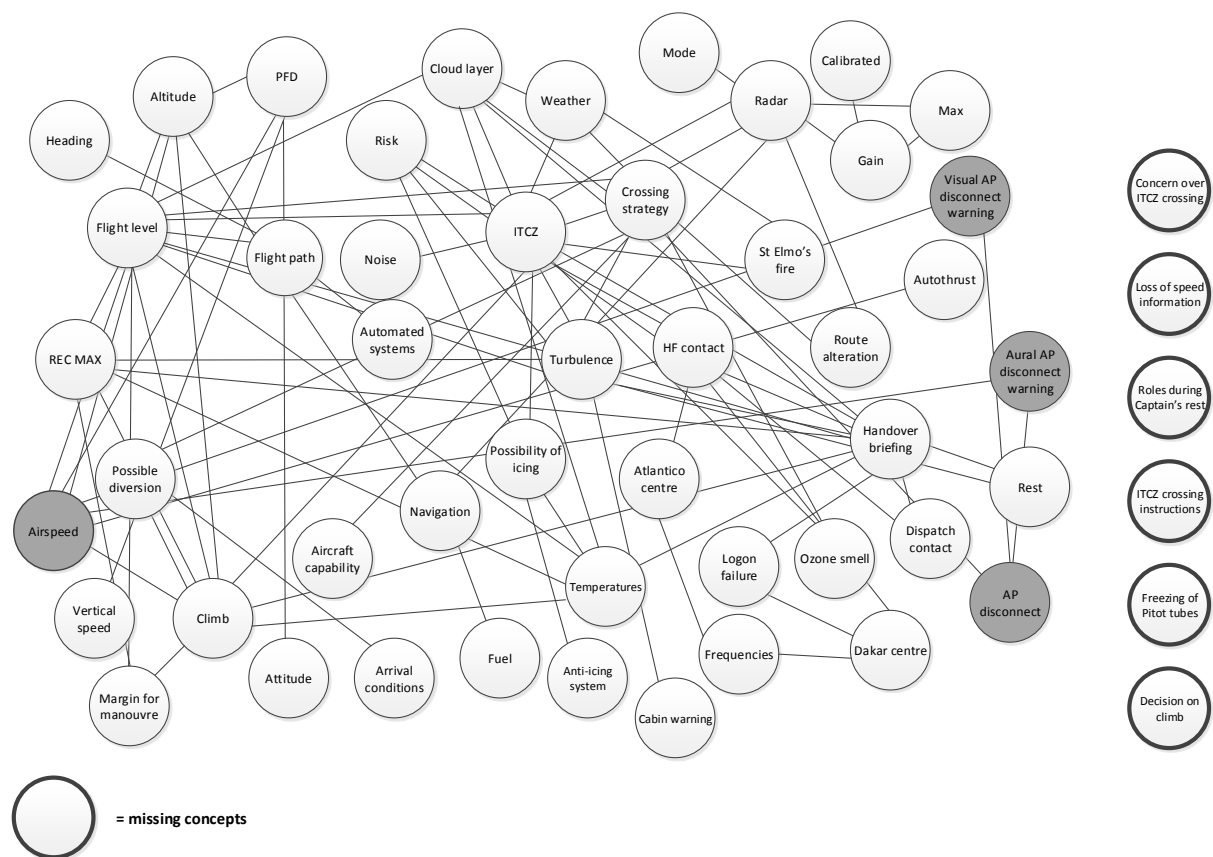 PFD
Cloud layer
Mode
Calibrated
Altitude
Weather
Radar
Max
Heading
Risk
Gain
Visual AP
disconnect
warning
Concern over
ITCZ crossing
Crossing
strategy
Flight level
ITCZ
Flight path
Noise
St Elmo's
fire
Autothrust
Loss of speed
information
Automated
systems
REC MAX
Turbulence
HF contact
Route
alteration
Aural AP
disconnect
warning
Roles during
Captain's rest
Handover
briefing
Possible
diversion
Possibility of
icing
Atlantico
centre
Rest
ITCZ crossing
instructions
Airspeed
Navigation
Dispatch
contact
Aircraft
capability
Logon
failure
Ozone smell
Temperatures
AP
disconnect
Freezing of
Pitot tubes
Vertical
speed
Climb
Fuel
Frequencies
Dakar centre
Attitude
Arrival
conditions
Anti-icing
system
Margin for
manouvre
Cabin warning
Decision on
climb
= missing concepts